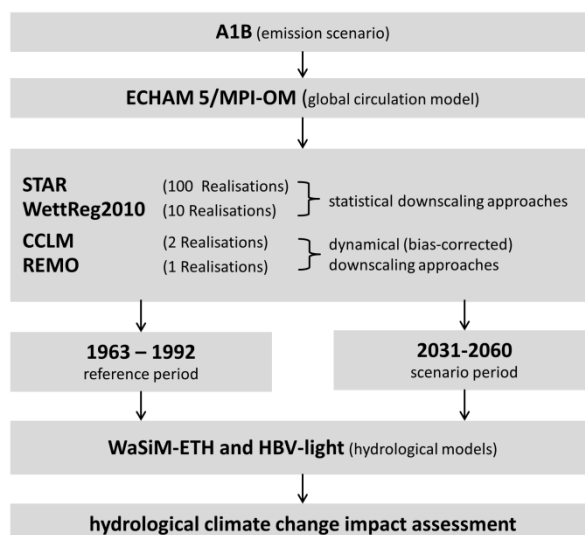 A1B (emission scenario)
ECHAM 5/MPI-OM (global circulation model)
STAR (100 Realisations)
WettReg2010 (10 Realisations)
statistical downscaling approaches
CCLM (2 Realisations)
REMO (1 Realisations)
dynamical (bias-corrected)
downscaling approaches
1963 – 1992
reference period
2031-2060
scenario period
WaSiM-ETH and HBV-light (hydrological models)
hydrological climate change impact assessment